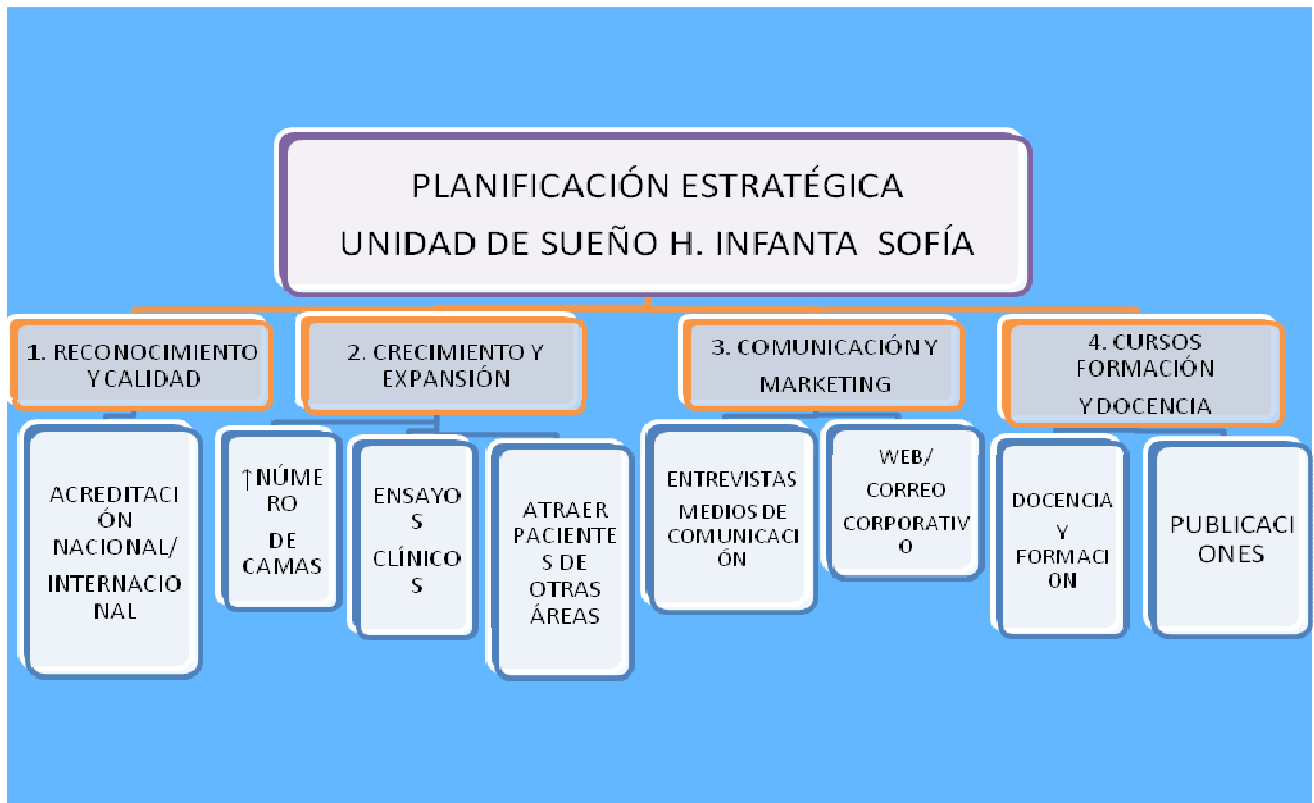 PLANIFICACIÓN ESTRATÉGICA
UNIDAD DE SUEÑO H. INFANTA SOFÍA
1. RECONOCIMIENTO
Y CALIDAD
2. CRECIMIENTO Y
EXPANSIÓN
3. COMUNICACIÓN Y
MARKETING
4. CURSOS
FORMACIÓN
Y DOCENCIA
ACREDITACI
ÓN
NACIONAL/
INTERNACIO
NAL
↑NÚME
RO
DE
CAMAS
ENSAYO
S
CLÍNICO
S
ATRAER
PACIENTE
S DE
OTRAS
ÁREAS
ENTREVISTAS
MEDIOS DE
COMUNICACI
ÓN
WEB/
CORREO
CORPORATIV
O
DOCENCIA
Y
FORMACI
ÓN
PUBLICACI
ONES